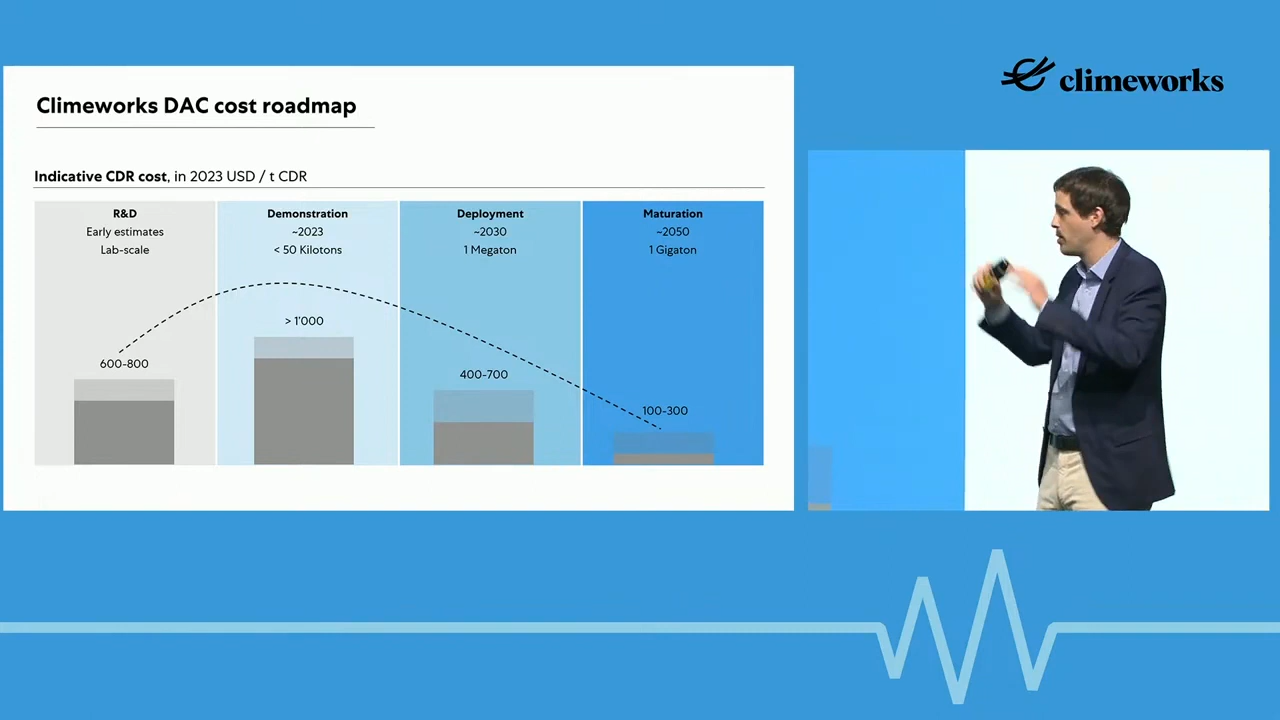 climeworks
Climeworks DAC cost roadmap
Indicative CDR cost, in 2023 USD / t CDR
R&D
Early estimates
Lab-scale
600-800
Demonstration
~2023
< 50 Kilotons
> 1’000
Deployment
~2030
1 Megaton
400-700
Maturation
~2050
1 Gigaton
100-300